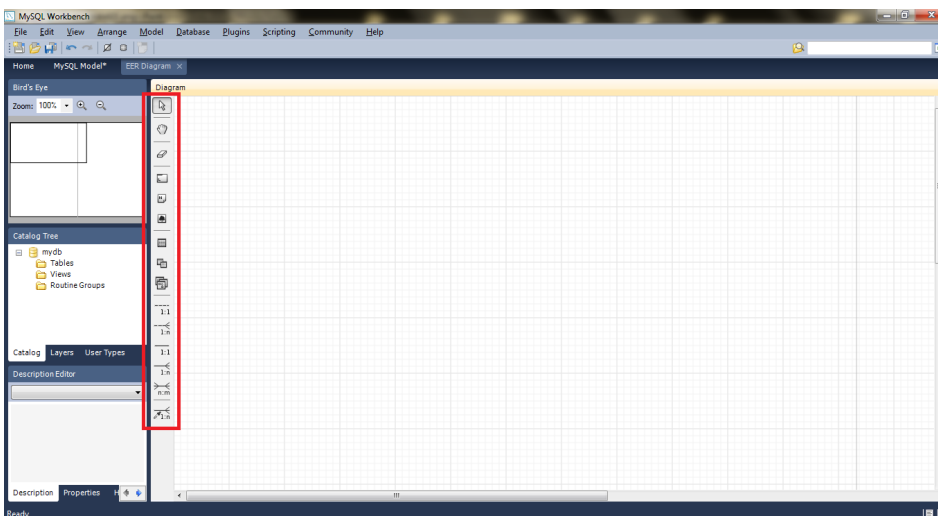 MySQL Workbench
File Edit View Arrange Model Database Plugins Scripting Community Help
Home MySQL Model* EER Diagram ×
Bird's Eye
Diagram
Zoom: 100%
Catalog Tree
mydb
Tables
Views
Routine Groups
1:1
1:n
1:1
1:n
n:m
1:n
Catalog Layers User Types
Description Editor
Description Properties H
Ready